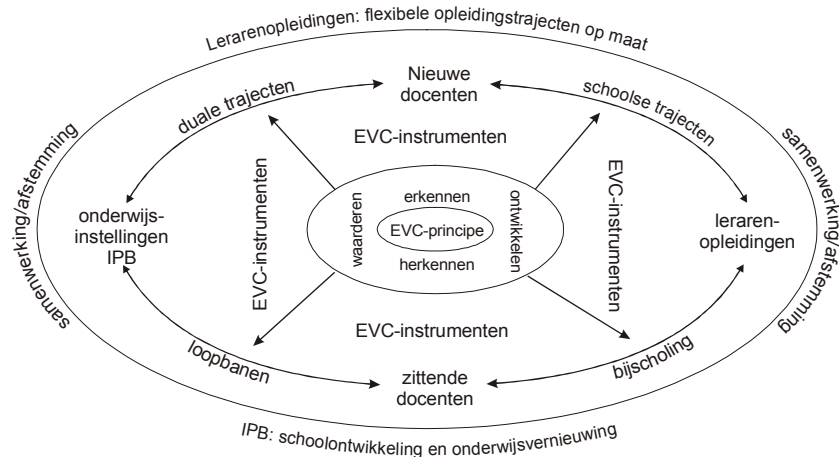 Lerarenopleidingen: flexibele opleidingstrajecten op maat
Nieuwe
docenten
duale trajecten
schoolse trajecten
samenwerking/afstemming
samenwerking/afstemming
EVC-instrumenten
EVC-instrumenten
EVC-instrumenten
waarderen
erkennen
ontwikkelen
EVC-principe
herkennen
onderwijs-
instellingen
IPB
leraren-
opleidingen
EVC-instrumenten
loopbanen
bijscholing
zittende
docenten
IPB: schoolontwikkeling en onderwijsvernieuwing